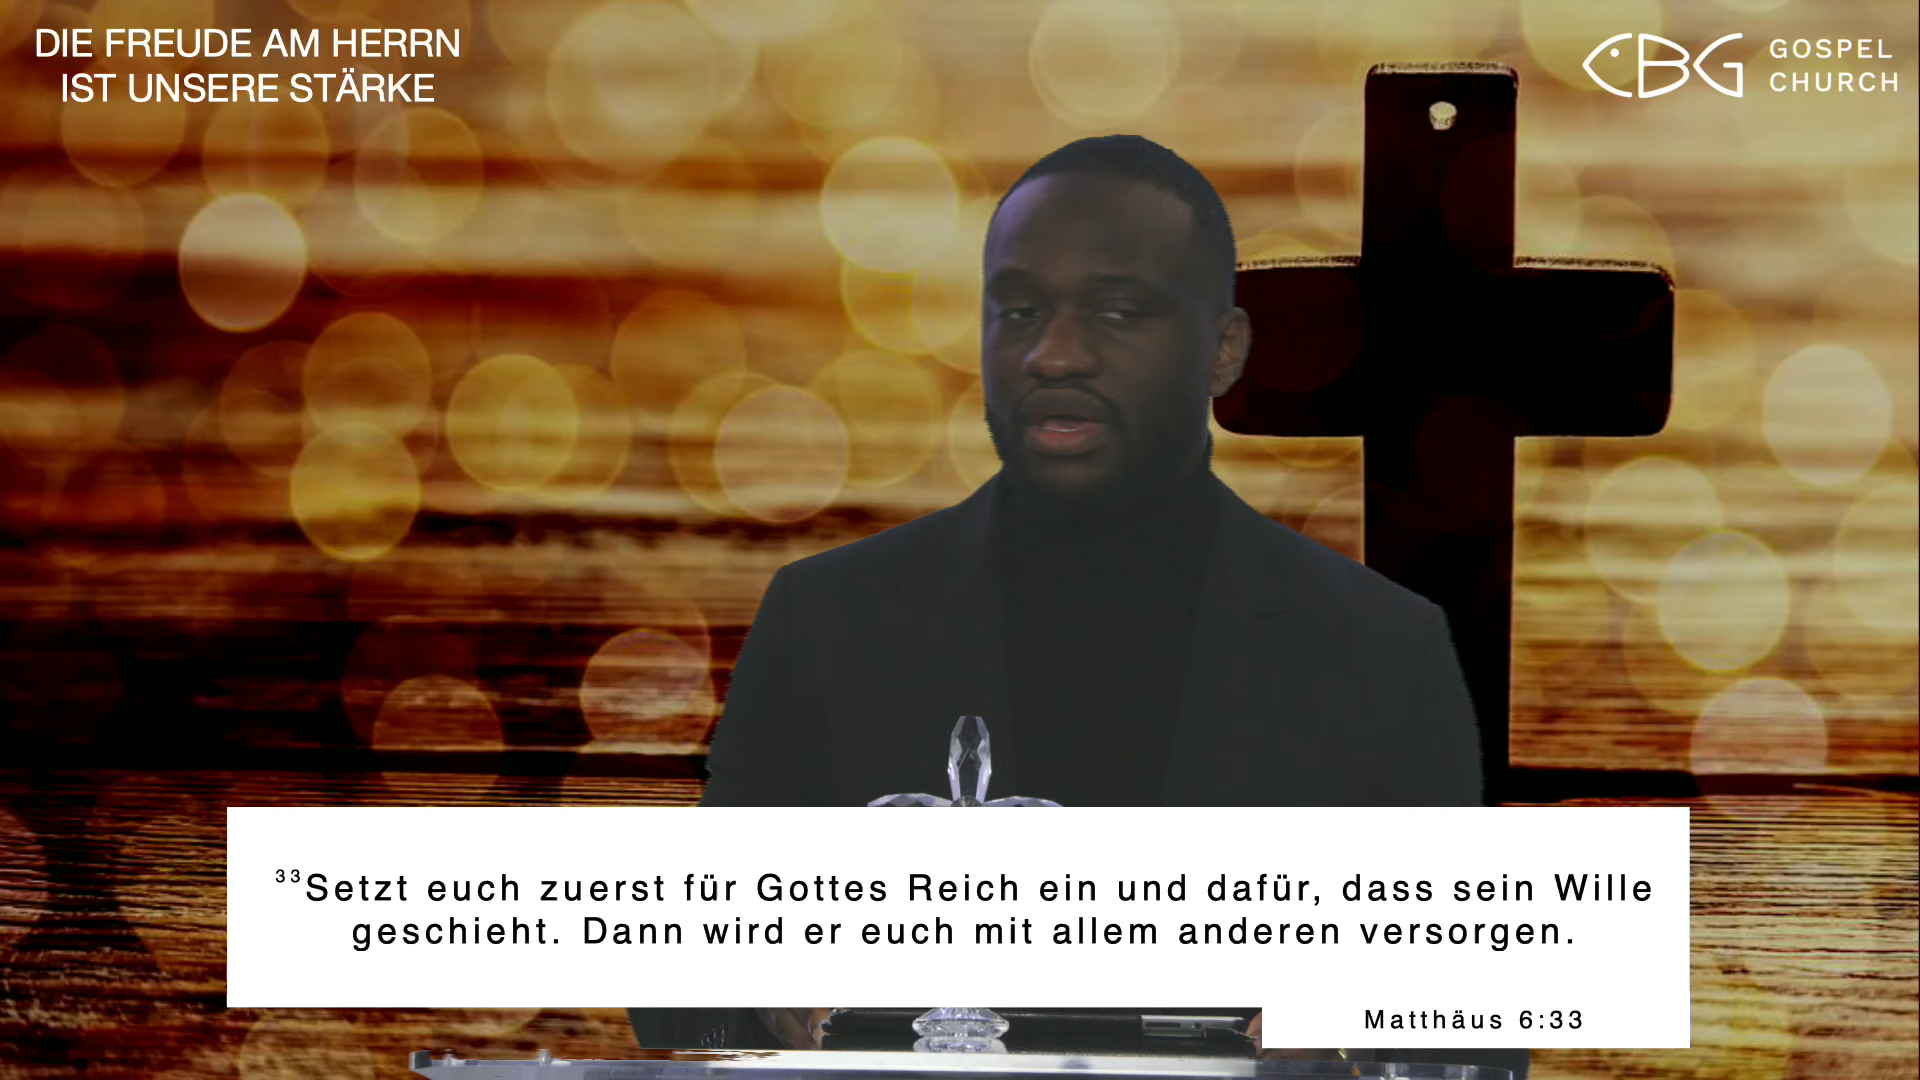 DIE FREUDE AM HERRN
IST UNSERE STÄRKE
CBG
GOSPEL
CHURCH
³³Setzt euch zuerst für Gottes Reich ein und dafür, dass sein Wille
geschieht. Dann wird er euch mit allem anderen versorgen.
Matthäus 6:33